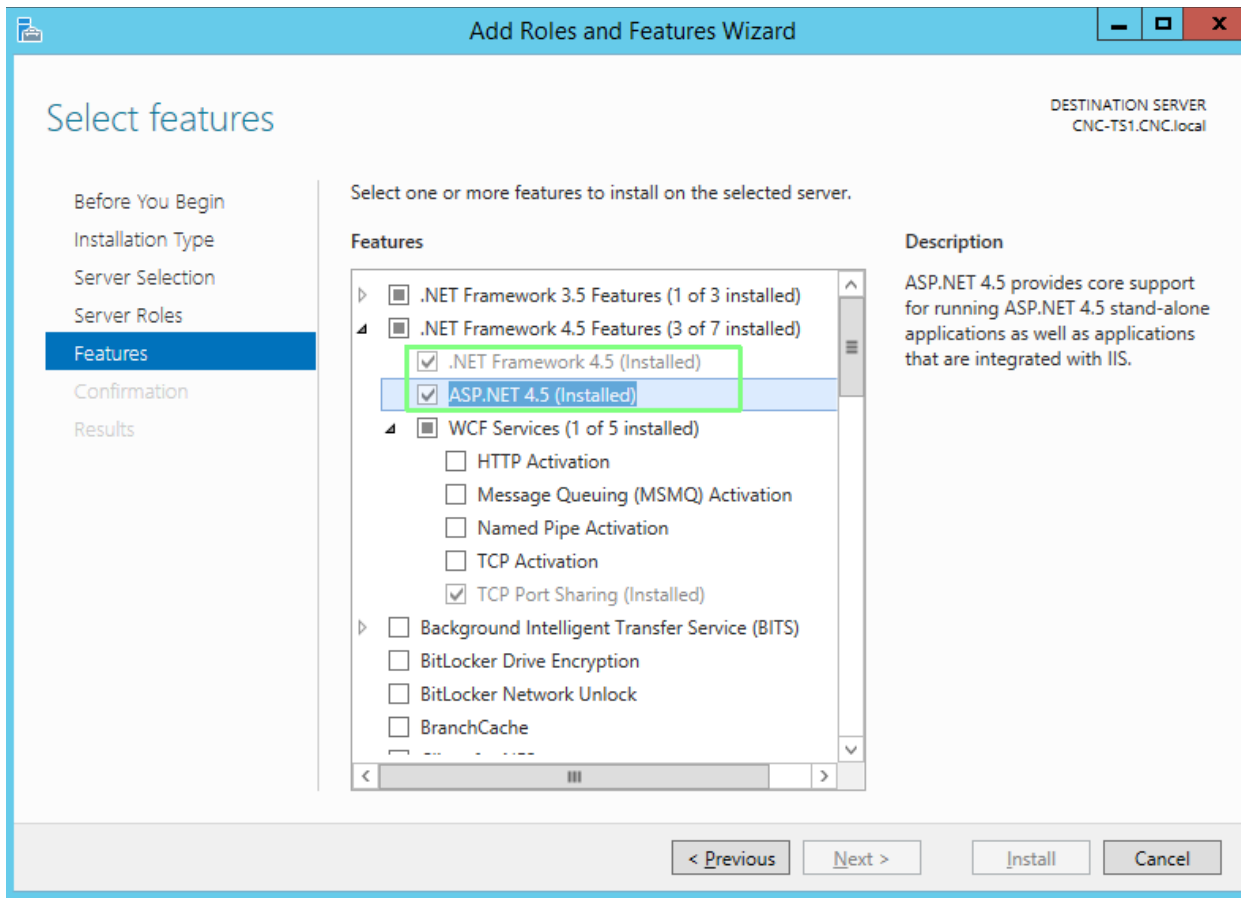 Add Roles and Features Wizard
Select features
DESTINATION SERVER
CNC-TS1.CNC.local
Before You Begin
Installation Type
Server Selection
Server Roles
Features
Confirmation
Results
Select one or more features to install on the selected server.
Features
.NET Framework 3.5 Features (1 of 3 installed)
.NET Framework 4.5 Features (3 of 7 installed)
.NET Framework 4.5 (Installed)
ASP.NET 4.5 (Installed)
WCF Services (1 of 5 installed)
HTTP Activation
Message Queuing (MSMQ) Activation
Named Pipe Activation
TCP Activation
TCP Port Sharing (Installed)
Background Intelligent Transfer Service (BITS)
BitLocker Drive Encryption
BitLocker Network Unlock
BranchCache
Description
ASP.NET 4.5 provides core support
for running ASP.NET 4.5 stand-alone
applications as well as applications
that are integrated with IIS.
< Previous
Next >
Install
Cancel